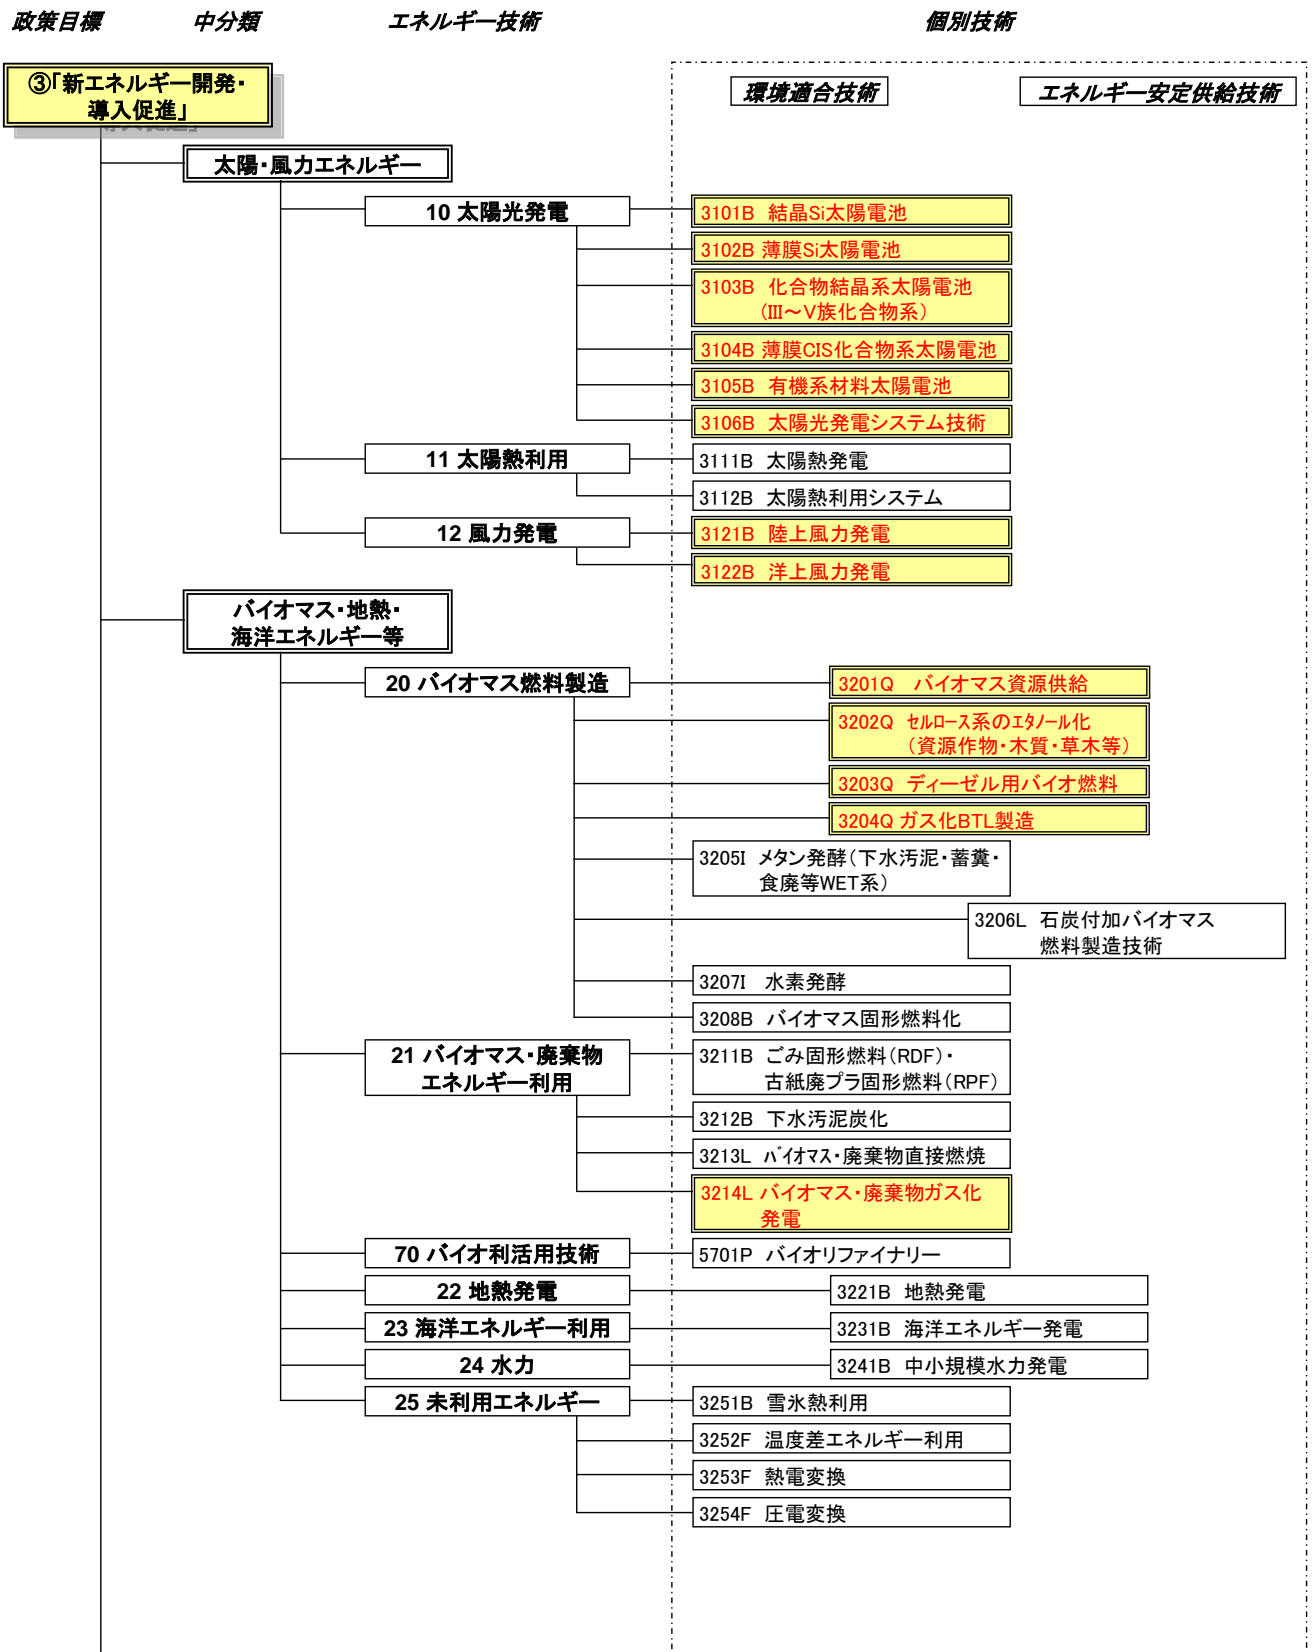 政策目標 中分類 エネルギー技術 個別技術
③「新エネルギー開発・
導入促進」
環境適合技術 エネルギー安定供給技術
太陽・風力エネルギー
10 太陽光発電
3101B 結晶Si太陽電池
3102B 薄膜Si太陽電池
3103B 化合物結晶系太陽電池
(III～V族化合物系)
3104B 薄膜CIS化合物系太陽電池
3105B 有機系材料太陽電池
3106B 太陽光発電システム技術
11 太陽熱利用
3111B 太陽熱発電
3112B 太陽熱利用システム
12 風力発電
3121B 陸上風力発電
3122B 洋上風力発電
バイオマス・地熱・
海洋エネルギー等
20 バイオマス燃料製造
3201Q バイオマス資源供給
3202Q ｾﾙﾛｰｽ系のｴﾀﾉｰﾙ化
(資源作物・木質・草木等)
3203Q ディーゼル用バイオ燃料
3204Q ガス化BTL製造
3205I メタン発酵(下水汚泥・蓄糞・
食廃等WET系)
3206L 石炭付加バイオマス
燃料製造技術
3207I 水素発酵
3208B バイオマス固形燃料化
21 バイオマス・廃棄物
エネルギー利用
3211B ごみ固形燃料(RDF)・
古紙廃プラ固形燃料(RPF)
3212B 下水汚泥炭化
3213L ﾊﾞｲｵﾏｽ・廃棄物直接燃焼
3214L バイオマス・廃棄物ガス化
発電
70 バイオ利活用技術
5701P バイオリファイナリー
22 地熱発電
3221B 地熱発電
23 海洋エネルギー利用
3231B 海洋エネルギー発電
24 水力
3241B 中小規模水力発電
25 未利用エネルギー
3251B 雪氷熱利用
3252F 温度差エネルギー利用
3253F 熱電変換
3254F 圧電変換